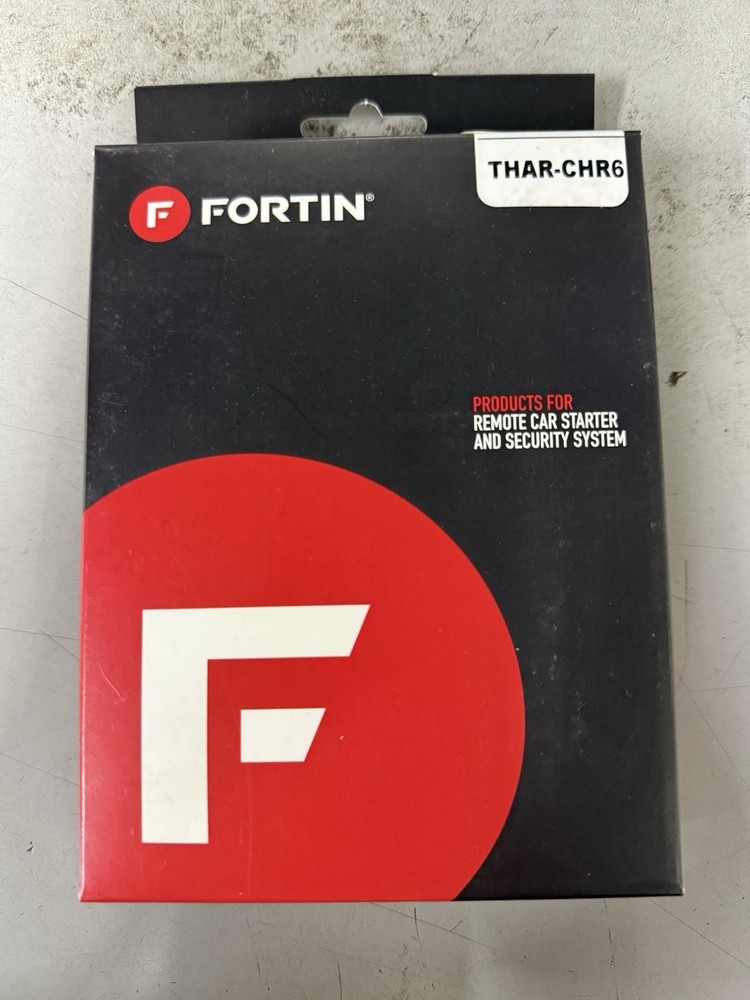 THAR-CHR6
F FORTIN®
PRODUCTS FOR
REMOTE CAR STARTER
AND SECURITY SYSTEM
F